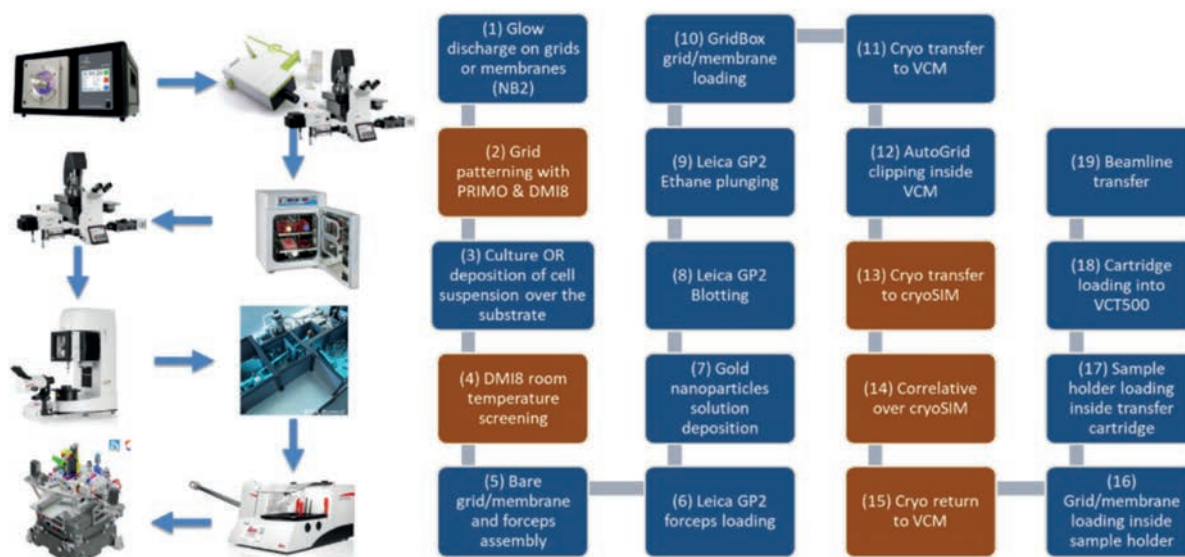 (1) Glow
discharge on grids
or membranes
(NB2)
(2) Grid
patterning with
PRIMO & DMI8
(3) Culture OR
deposition of cell
suspension over the
substrate
(4) DMI8 room
temperature
screening
(5) Bare
grid/membrane
and forceps
assembly
(6) Leica GP2
forceps loading
(7) Gold
nanoparticles
solution
deposition
(8) Leica GP2
Blotting
(9) Leica GP2
Ethane plunging
(10) GridBox
grid/membrane
loading
(11) Cryo transfer
to VCM
(12) AutoGrid
clipping inside
VCM
(13) Cryo transfer
to cryoSIM
(14) Correlative
over cryoSIM
(15) Cryo return
to VCM
(16)
Grid/membrane
loading inside
sample holder
(17) Sample
holder loading
inside transfer
cartridge
(18) Cartridge
loading into
VCT500
(19) Beamline
transfer